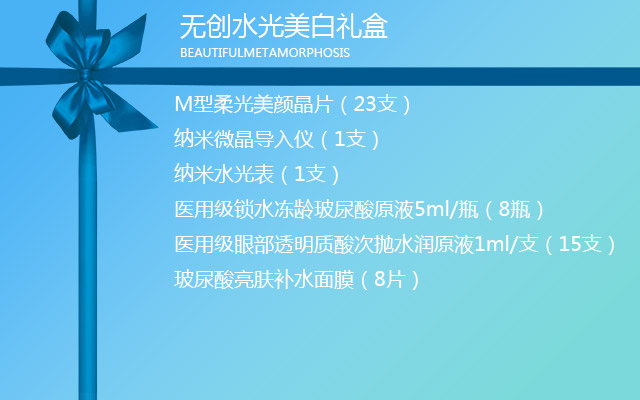 无创水光美白礼盒
BEAUTIFULMETAMORPHOSIS
M型柔光美颜晶片（23支）
纳米微晶导入仪（1支）
纳米水光表（1支）
医用级锁水冻龄玻尿酸原液5ml/瓶（8瓶）
医用级眼部透明质酸次抛水润原液1ml/支（15支）
玻尿酸亮肤补水面膜（8片）